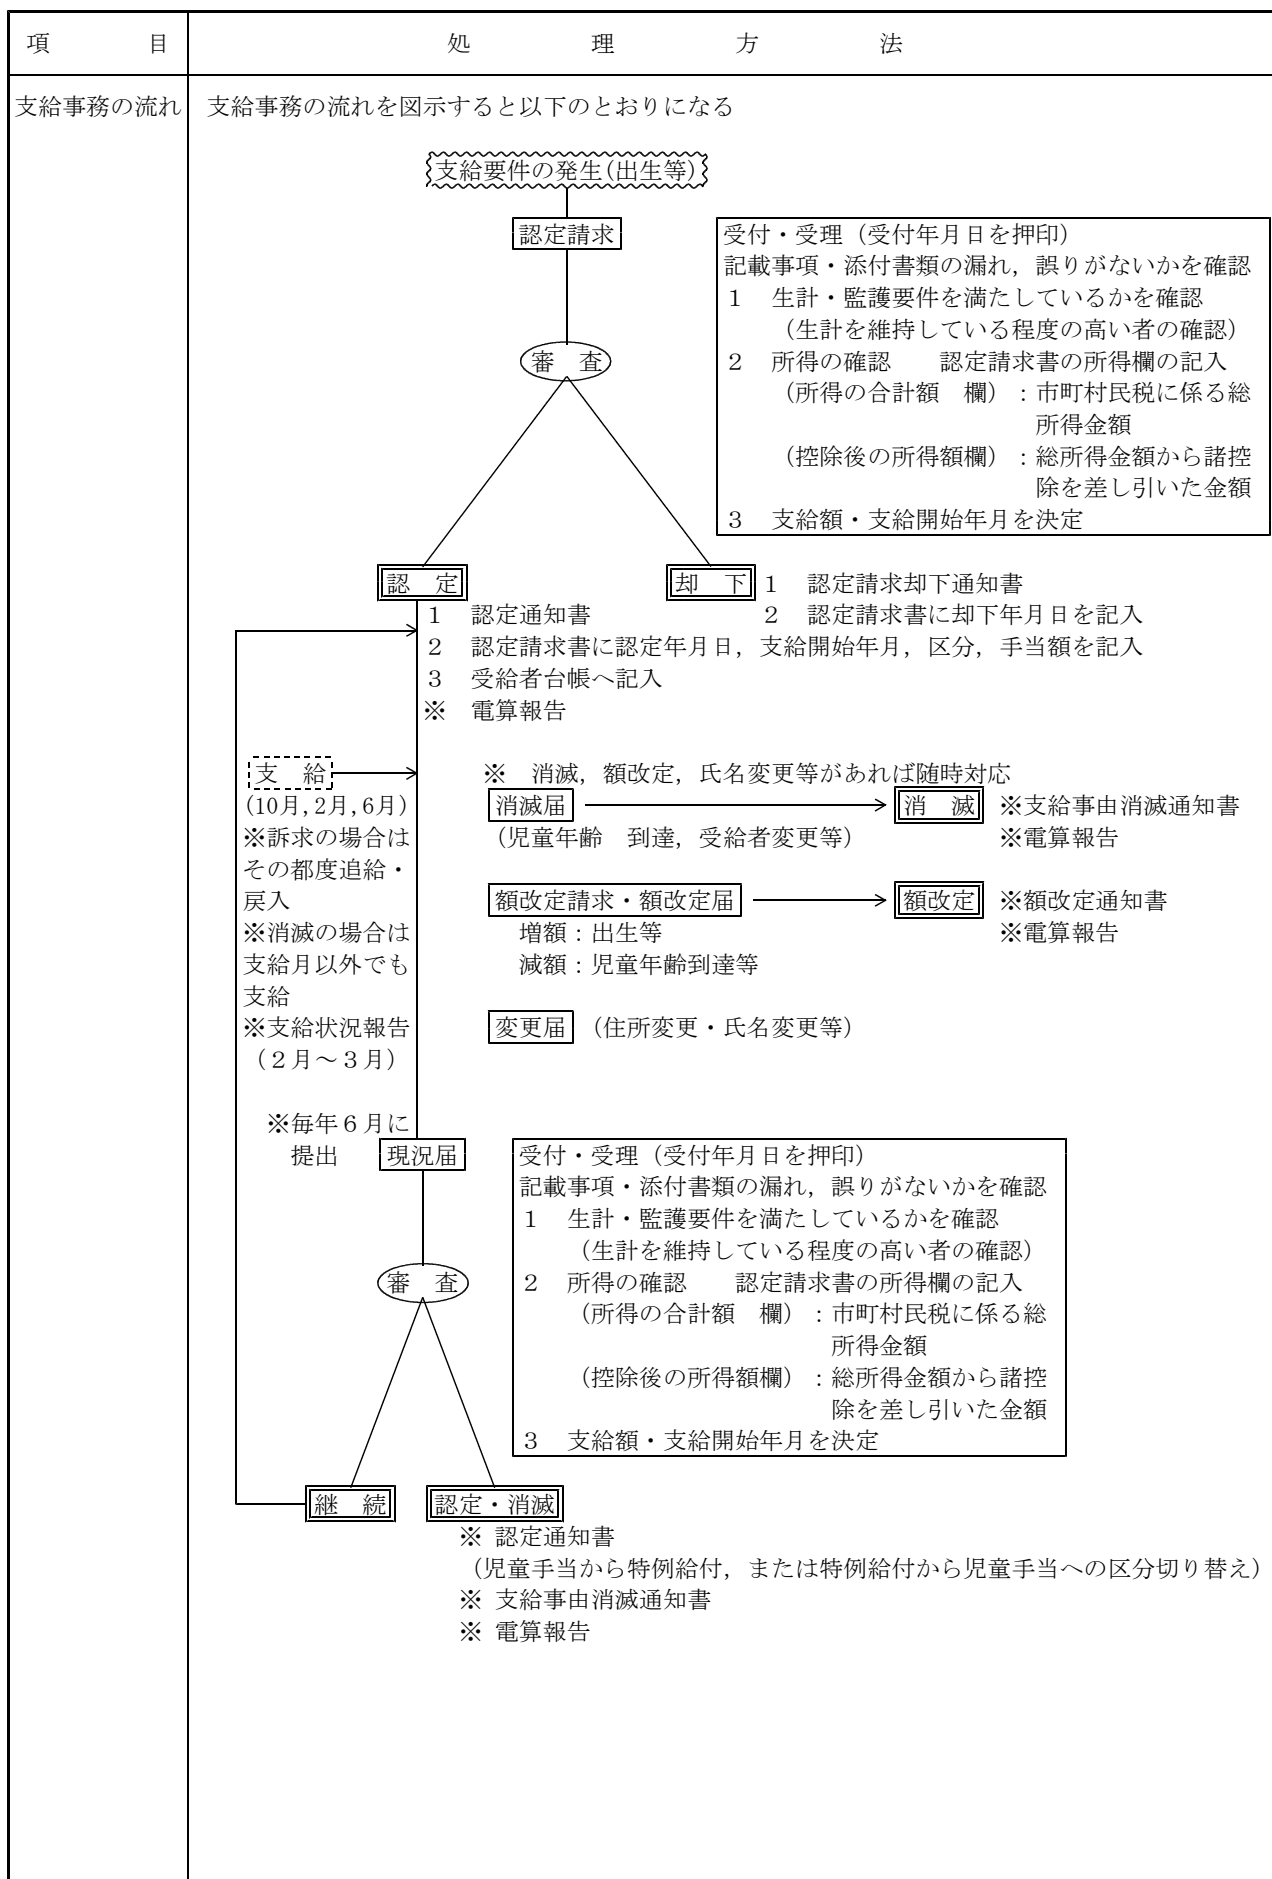 項　　　目
処　　　理　　　方　　　法
支給事務の流れ
支給事務の流れを図示すると以下のとおりになる
支給要件の発生(出生等)
認定請求
受付・受理（受付年月日を押印）
記載事項・添付書類の漏れ，誤りがないかを確認
１　生計・監護要件を満たしているかを確認
（生計を維持している程度の高い者の確認）
２　所得の確認　　認定請求書の所得欄の記入
（所得の合計額　欄）：市町村民税に係る総
所得金額
（控除後の所得額欄）：総所得金額から諸控
除を差し引いた金額
３　支給額・支給開始年月を決定
審　査
認　定
却　下
１　認定請求却下通知書
２　認定請求書に却下年月日を記入
１　認定通知書
２　認定請求書に認定年月日，支給開始年月，区分，手当額を記入
３　受給者台帳へ記入
※　電算報告
支　給
(10月,2月,6月)
※訴求の場合は
その都度追給・
戻入
※消滅の場合は
支給月以外でも
支給
※支給状況報告
（２月～３月）
※　消滅，額改定，氏名変更等があれば随時対応
消滅届
消　滅
※支給事由消滅通知書
（児童年齢　到達，受給者変更等）
※電算報告
額改定請求・額改定届
額改定
※額改定通知書
増額：出生等
※電算報告
減額：児童年齢到達等
変更届
（住所変更・氏名変更等）
※毎年６月に
提出
現況届
受付・受理（受付年月日を押印）
記載事項・添付書類の漏れ，誤りがないかを確認
１　生計・監護要件を満たしているかを確認
（生計を維持している程度の高い者の確認）
２　所得の確認　　認定請求書の所得欄の記入
（所得の合計額　欄）：市町村民税に係る総
所得金額
（控除後の所得額欄）：総所得金額から諸控
除を差し引いた金額
３　支給額・支給開始年月を決定
審　査
継　続
認定・消滅
※ 認定通知書
（児童手当から特例給付，または特例給付から児童手当への区分切り替え）
※ 支給事由消滅通知書
※ 電算報告